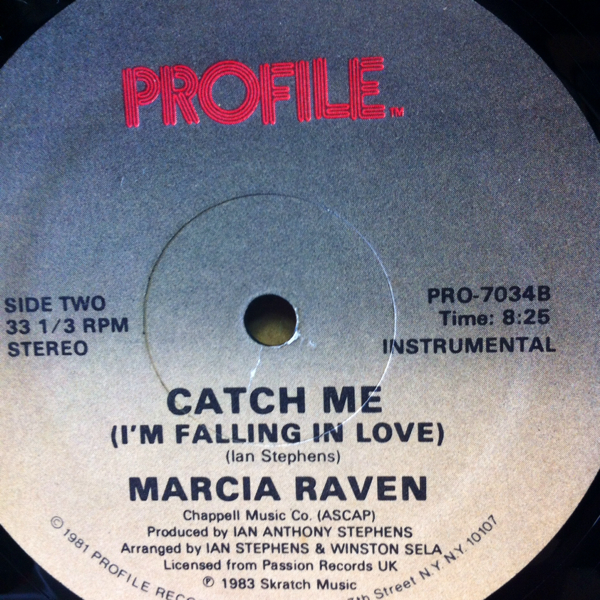 PROFILE™
SIDE TWO
33 1/3 RPM
STEREO
PRO-7034B
Time: 8:25
INSTRUMENTAL
CATCH ME
(I'M FALLING IN LOVE)
(Ian Stephens)
MARCIA RAVEN
Chappell Music Co. (ASCAP)
Produced by IAN ANTHONY STEPHENS
Arranged by IAN STEPHENS & WINSTON SELA
Licensed from Passion Records UK
℗ 1983 Skratch Music
© 1981 PROFILE Street N.Y. N.Y. 10107